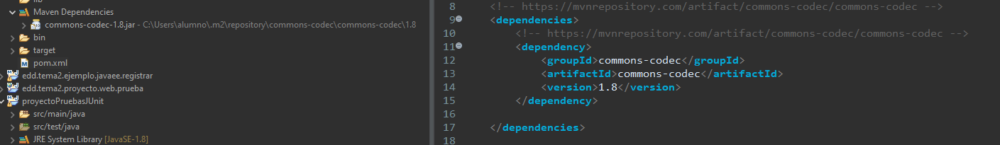 lib
Maven Dependencies
commons-codec-1.8.jar - C:\Users\alumno\.m2\repository\commons-codec\commons-codec\1.8
bin
target
pom.xml
edd.tema2.ejemplo.javaee.registrar
edd.tema2.proyecto.web.prueba
proyectoPruebasJUnit
src/main/java
src/test/java
JRE System Library [JavaSE-1.8]
8 <!-- https://mvnrepository.com/artifact/commons-codec/commons-codec -->
9 <dependencies>
10 <!-- https://mvnrepository.com/artifact/commons-codec/commons-codec -->
11 <dependency>
12 <groupId>commons-codec</groupId>
13 <artifactId>commons-codec</artifactId>
14 <version>1.8</version>
15 </dependency>
16
17 </dependencies>
18